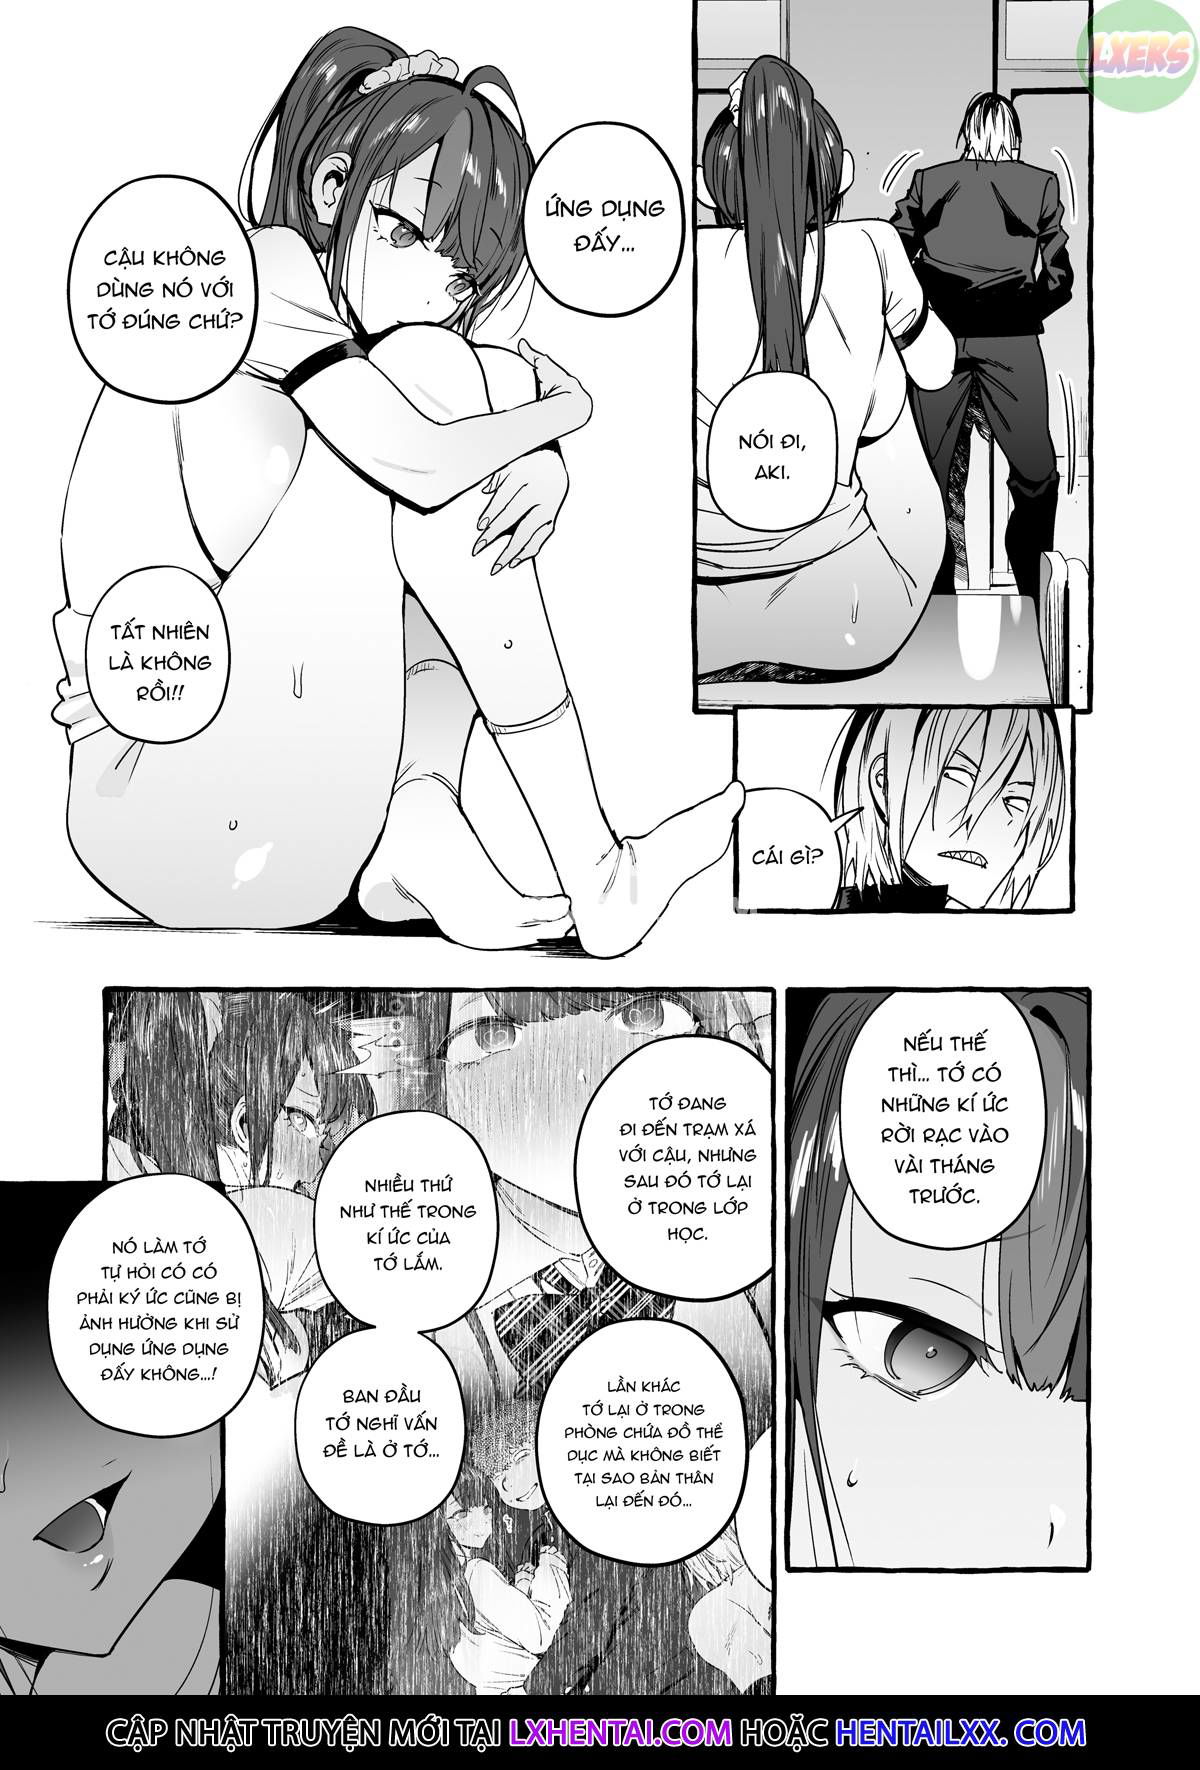 LXERS
NÓI ĐI,
AKI.
CÁI GÌ?
ỨNG DỤNG
ĐẤY...
CẬU KHÔNG
DÙNG NÓ VỚI
TỚ ĐÚNG CHỨ?
TẤT NHIÊN
LÀ KHÔNG
RỒI!!
NẾU THẾ
THÌ... TỚ CÓ
NHỮNG KÍ ỨC
RỜI RẠC VÀO
VÀI THÁNG
TRƯỚC.
TỚ ĐANG
ĐI ĐẾN TRẠM XÁ
VỚI CẬU, NHƯNG
SAU ĐÓ TỚ LẠI
Ở TRONG LỚP
HỌC.
LẦN KHÁC
TỚ LẠI Ở TRONG
PHÒNG CHỨA ĐỒ THỂ
DỤC MÀ KHÔNG BIẾT
TẠI SAO BẢN THÂN
LẠI ĐẾN ĐÓ...
NHIỀU THỨ
NHƯ THẾ TRONG
KÍ ỨC CỦA
TỚ LẮM.
BAN ĐẦU
TỚ NGHĨ VẤN
ĐỀ LÀ Ở TỚ...
NÓ LÀM TỚ
TỰ HỎI CÓ CÓ
PHẢI KÝ ỨC CŨNG BỊ
ẢNH HƯỞNG KHI SỬ
DỤNG ỨNG DỤNG
ĐẤY KHÔNG...!
CẬP NHẬT TRUYỆN MỚI TẠI LXHENTAI.COM HOẶC HENTAILXX. COM